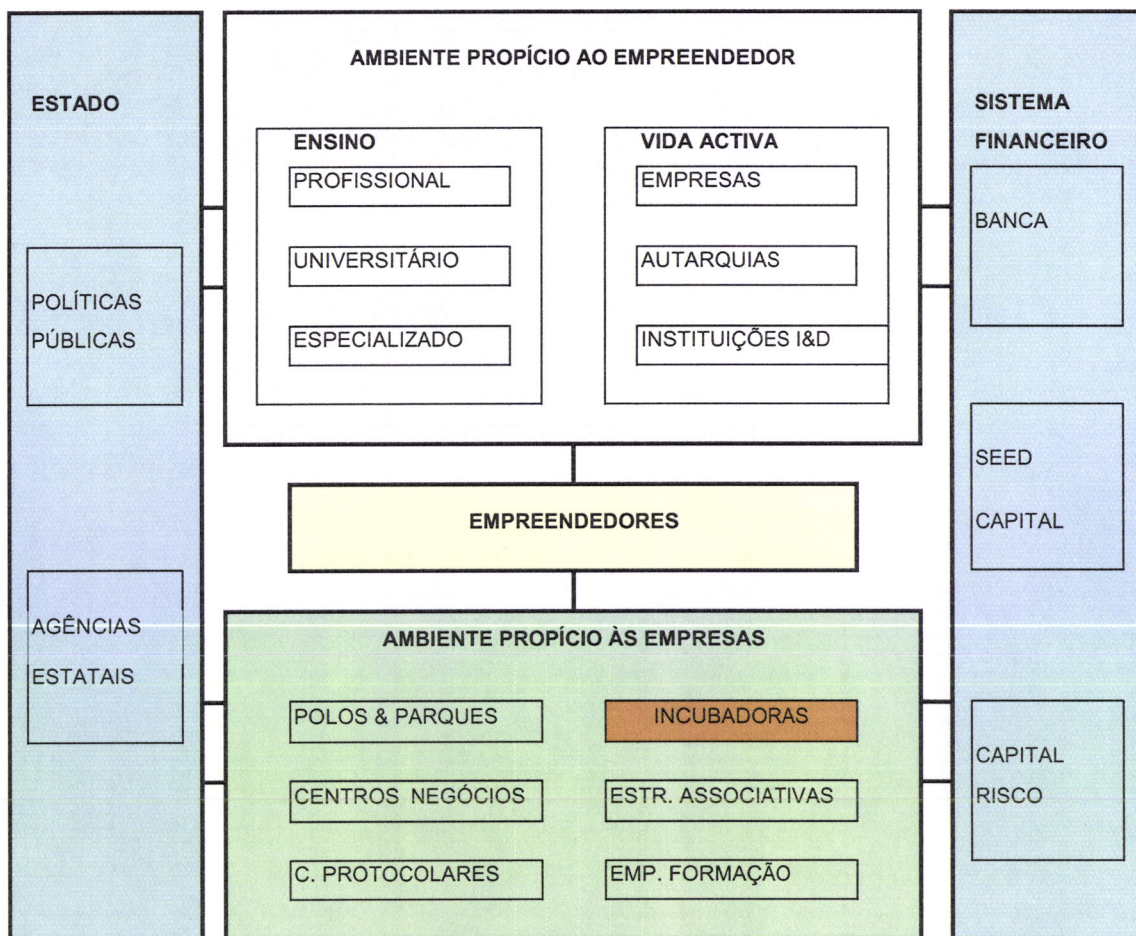 ESTADO
POLÍTICAS
PÚBLICAS
AGÊNCIAS
ESTATAIS
AMBIENTE PROPÍCIO AO EMPREENDEDOR
ENSINO
PROFISSIONAL
UNIVERSITÁRIO
ESPECIALIZADO
VIDA ACTIVA
EMPRESAS
AUTARQUIAS
INSTITUIÇÕES I&D
EMPREENDEDORES
AMBIENTE PROPÍCIO ÀS EMPRESAS
POLOS & PARQUES
INCUBADORAS
CENTROS NEGÓCIOS
ESTR. ASSOCIATIVAS
C. PROTOCOLARES
EMP. FORMAÇÃO
SISTEMA
FINANCEIRO
BANCA
SEED
CAPITAL
CAPITAL
RISCO